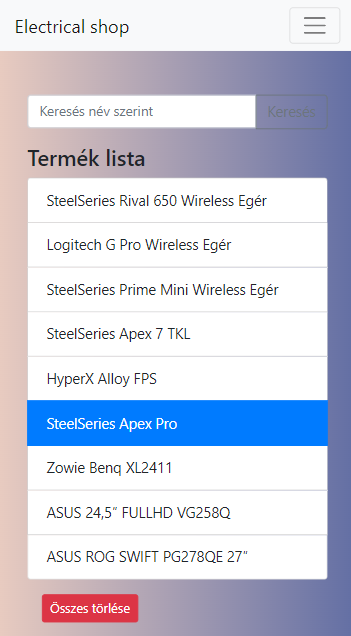 Electrical shop
Keresés név szerint
Keresés
Termék lista
SteelSeries Rival 650 Wireless Egér
Logitech G Pro Wireless Egér
SteelSeries Prime Mini Wireless Egér
SteelSeries Apex 7 TKL
HyperX Alloy FPS
SteelSeries Apex Pro
Zowie Benq XL2411
ASUS 24,5” FULLHD VG258Q
ASUS ROG SWIFT PG278QE 27”
Összes törlése